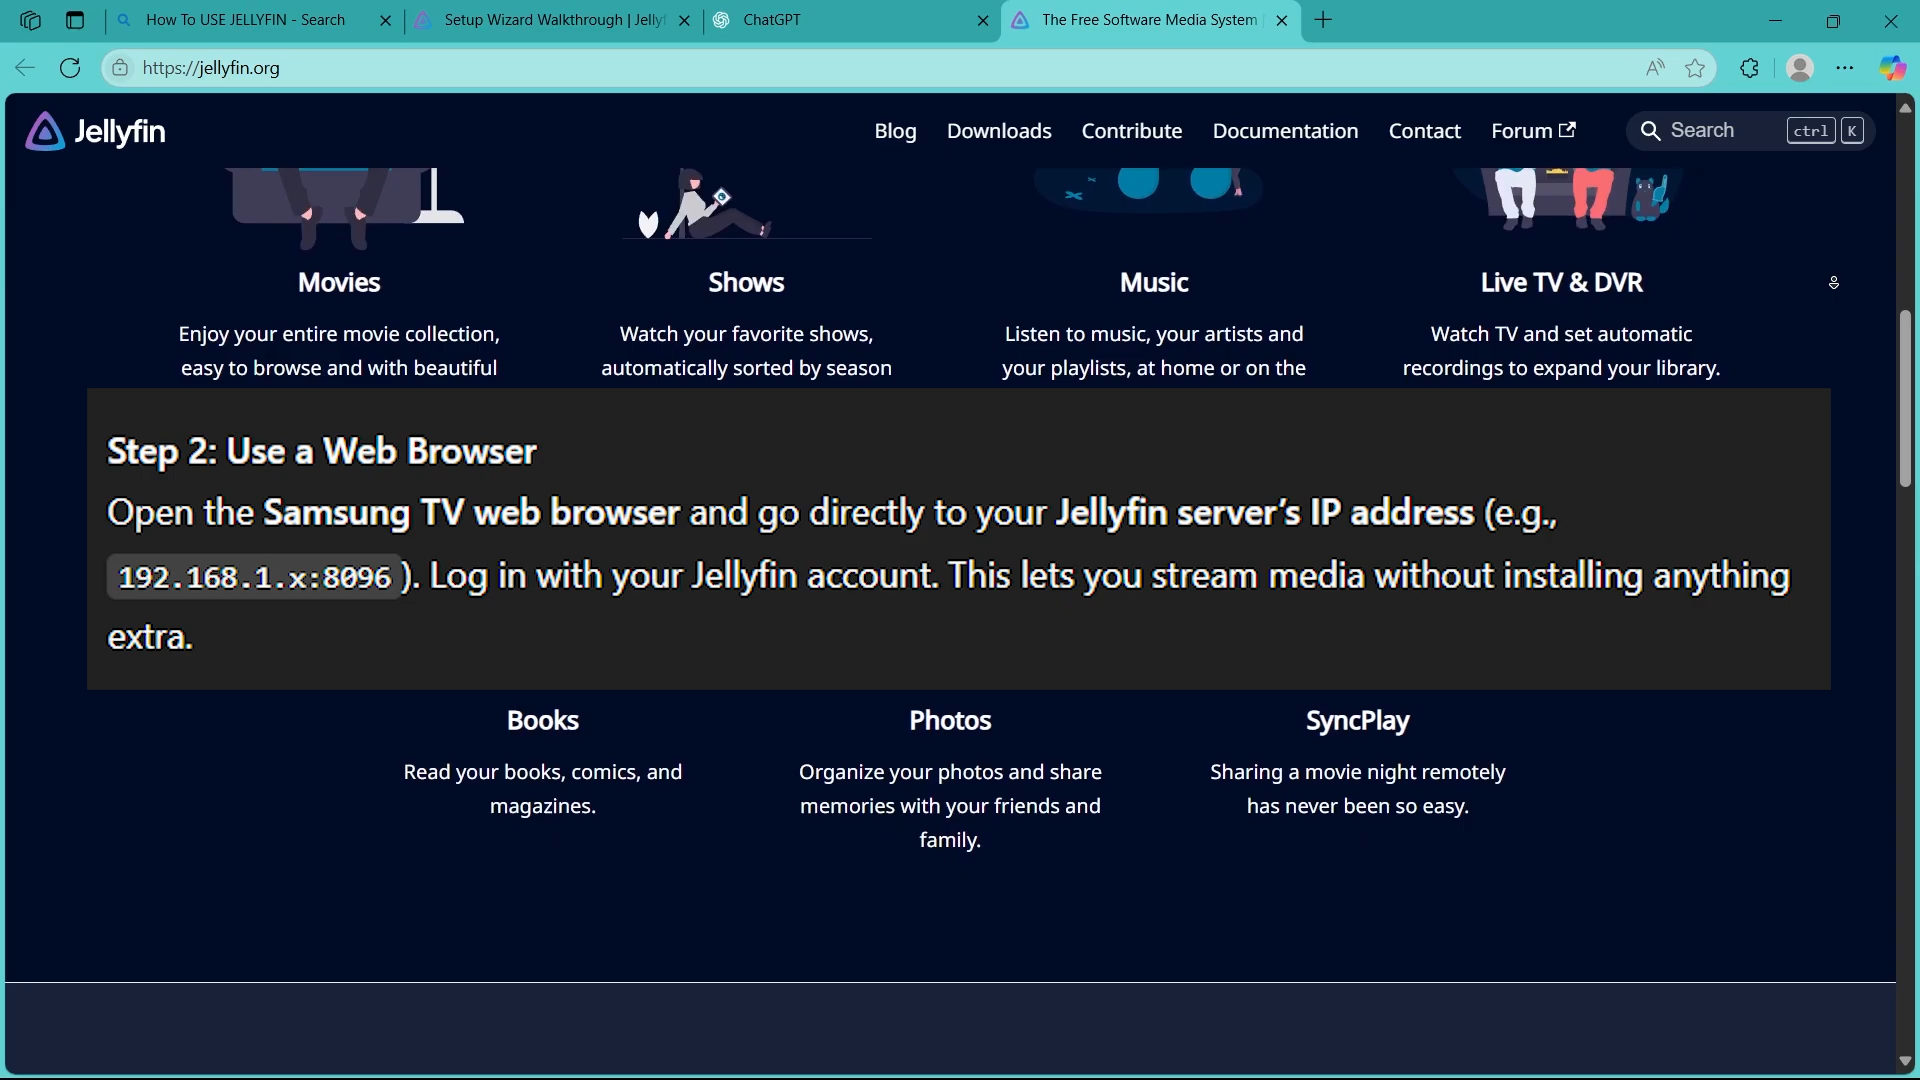 How To USE JELLYFIN - Search
Setup Wizard Walkthrough | Jellyf
ChatGPT
The Free Software Media System
https://jellyfin.org
Jellyfin
Blog
Downloads
Contribute
Documentation
Contact
Forum
Search
ctrl
K
Movies
Shows
Music
Live TV & DVR
Enjoy your entire movie collection,
easy to browse and with beautiful
Watch your favorite shows,
automatically sorted by season
Listen to music, your artists and
your playlists, at home or on the
Watch TV and set automatic
recordings to expand your library.
Step 2: Use a Web Browser
Open the Samsung TV web browser and go directly to your Jellyfin server’s IP address (e.g.,
192.168.1.x:8096). Log in with your Jellyfin account. This lets you stream media without installing anything
extra.
Books
Photos
SyncPlay
Read your books, comics, and
magazines.
Organize your photos and share
memories with your friends and
family.
Sharing a movie night remotely
has never been so easy.